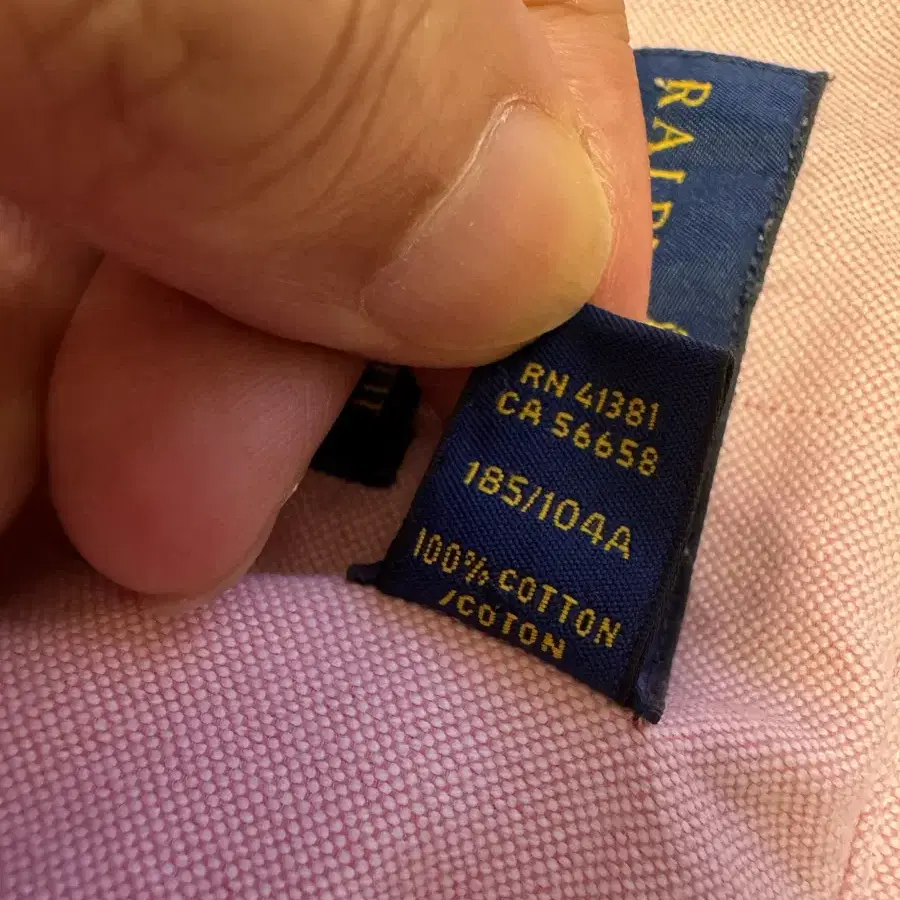 RN 41381
CA 56658
185/104A
100% COTTON
/COTON